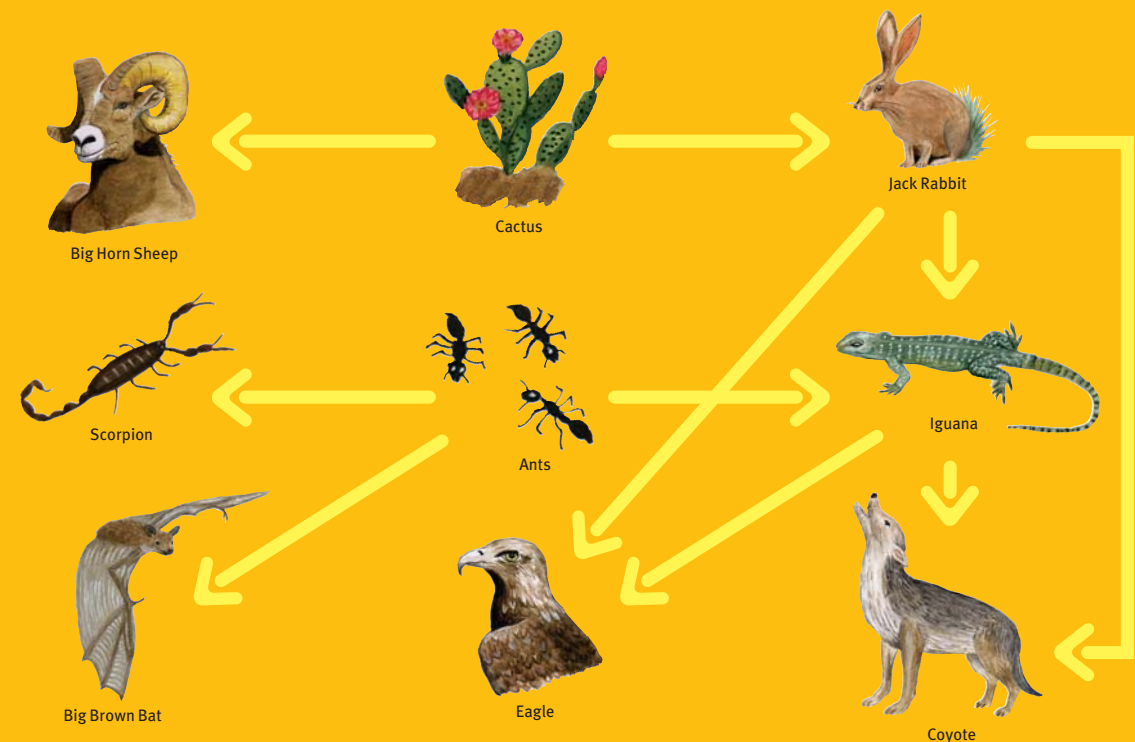 Jack Rabbit
Cactus
Big Horn Sheep
Iguana
Scorpion
Ants
Eagle
Big Brown Bat
Coyote